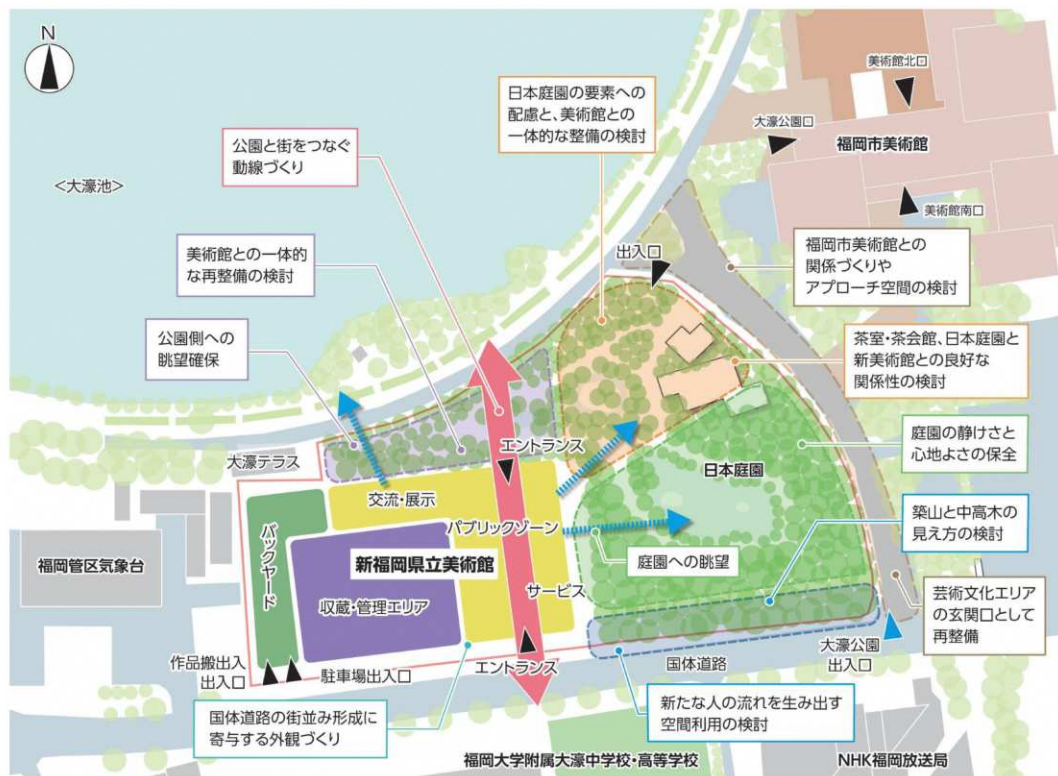 N
<大濠池>
公園と街をつなぐ
動線づくり
日本庭園の要素への
配慮と、美術館との
一体的な整備の検討
美術館北口
大濠公園口
福岡市美術館
美術館南口
美術館との一体的
な再整備の検討
出入口
福岡市美術館との
関係づくりや
アプローチ空間の検討
公園側への
眺望確保
茶室・茶会館、日本庭園と
新美術館との良好な
関係性の検討
大濠テラス
エントランス
庭園の静けさと
心地よさの保全
日本庭園
交流・展示
バックヤード
パブリックゾーン
築山と中高木の
見え方の検討
福岡管区気象台
新福岡県立美術館
庭園への眺望
サービス
収蔵・管理エリア
芸術文化エリア
の玄関口として
再整備
作品搬出入
出入口
駐車場出入口
エントランス
国体道路
大濠公園
出入口
国体道路の街並み形成に
寄与する外観づくり
新たな人の流れを生み出す
空間利用の検討
福岡大学附属大濠中学校・高等学校
NHK福岡放送局